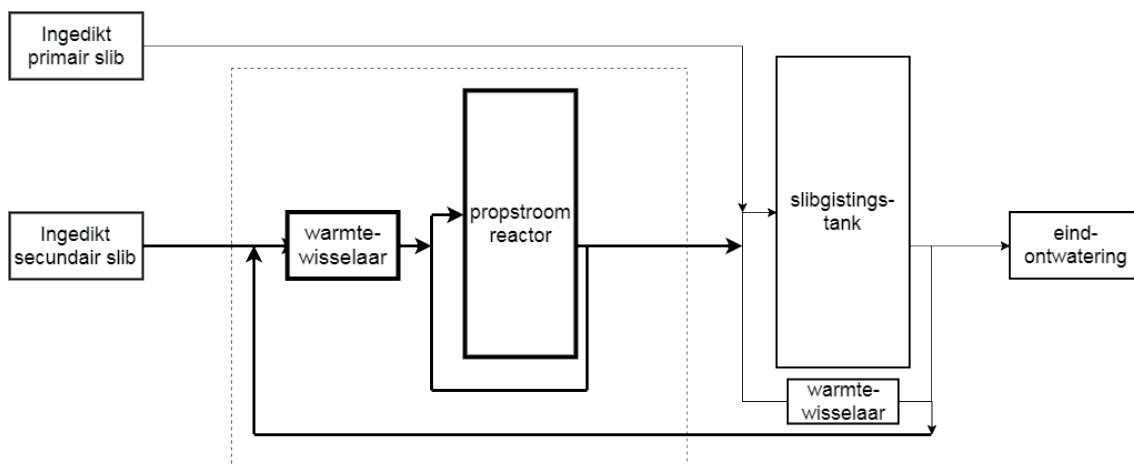 Ingedikt
primair slib
Ingedikt
secundair slib
warmte-
wisselaar
propstroom
reactor
slibgistings-
tank
warmte-
wisselaar
eind-
ontwatering